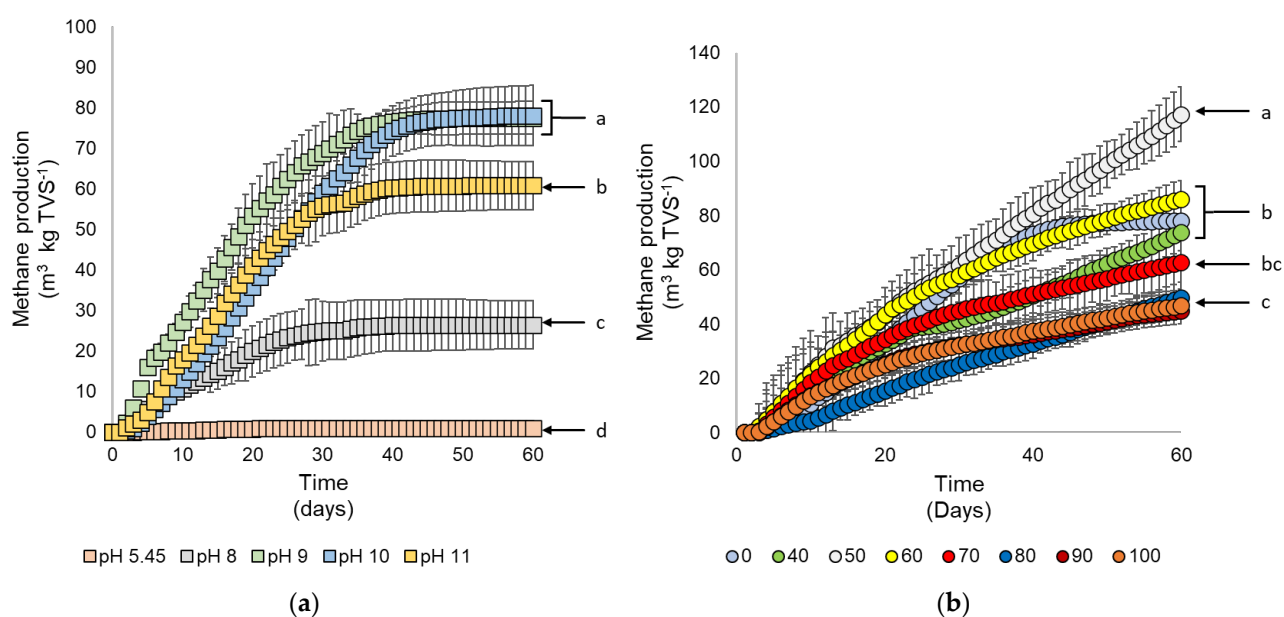 100
90
80
70
60
50
40
30
20
10
0
Methane production
(m³ kg TVS⁻¹)
0 10 20 30 40 50 60
Time
(days)
a
b
c
d
pH 5.45 pH 8 pH 9 pH 10 pH 11
(a)
140
120
100
80
60
40
20
0
Methane production
(m³ kg TVS⁻¹)
0 20 40 60
Time
(Days)
a
b
bc
c
0 40 50 60 70 80 90 100
(b)